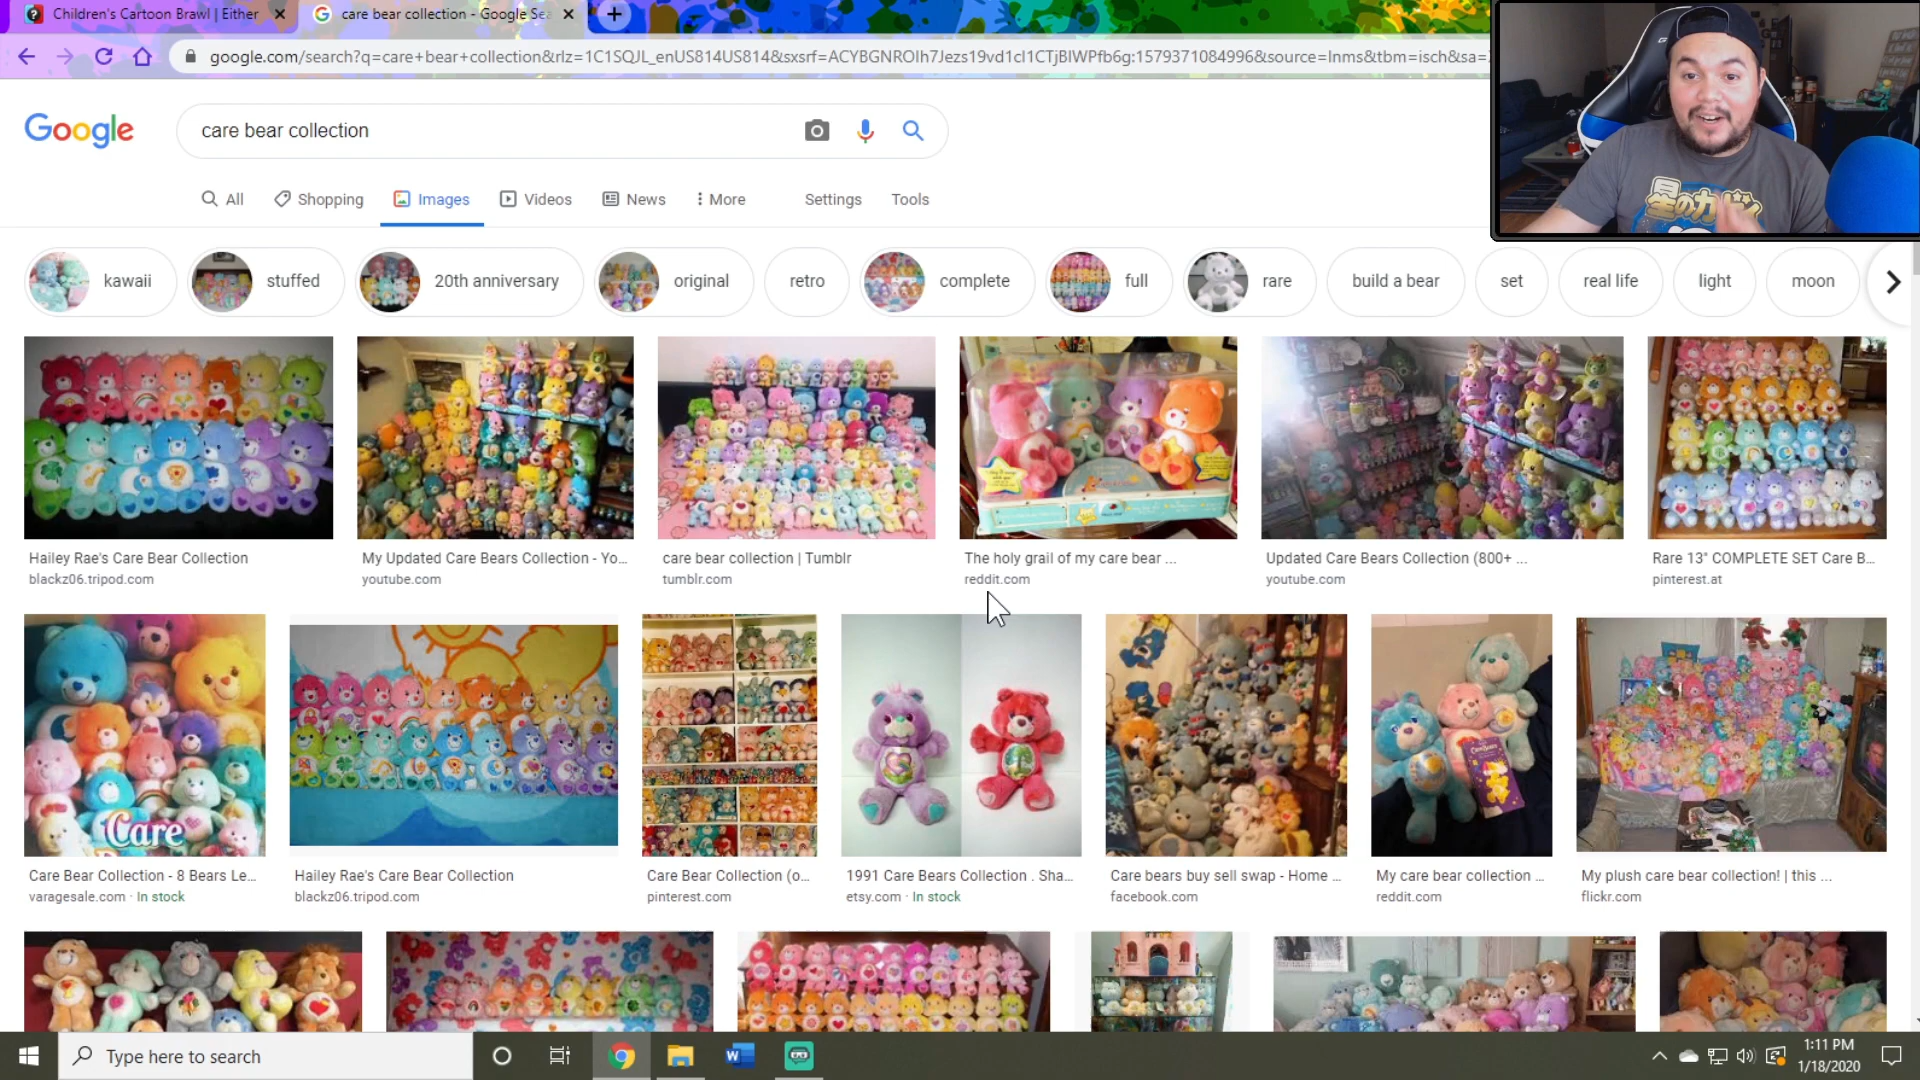 Children's Cartoon Brawl | Either
care bear collection - Google Sea
google.com/search?q=care+bear+collection&rlz=1C1SQJL_enUS814US814&sxsrf=ACYBGNROlh7Jezs19vd1cI1CTjBIWPfb6g:1579371084996&source=lnms&tbm=isch&sa=
Google
care bear collection
All
Shopping
Images
Videos
News
More
Settings
Tools
星のカービィ
kawaii
stuffed
20th anniversary
original
retro
complete
full
rare
build a bear
set
real life
light
moon
Hailey Rae's Care Bear Collection
blackz06.tripod.com
My Updated Care Bears Collection - Yo...
youtube.com
care bear collection | Tumblr
tumblr.com
The holy grail of my care bear ...
reddit.com
Updated Care Bears Collection (800+ ...
youtube.com
Rare 13" COMPLETE SET Care B...
pinterest.at
Care
Care Bear Collection - 8 Bears Le...
varagesale.com · In stock
Hailey Rae's Care Bear Collection
blackz06.tripod.com
Care Bear Collection (o...
pinterest.com
1991 Care Bears Collection . Sha...
etsy.com · In stock
Care bears buy sell swap - Home ...
facebook.com
My care bear collection ...
reddit.com
My plush care bear collection! | this ...
flickr.com
Type here to search
1:11 PM
1/18/2020